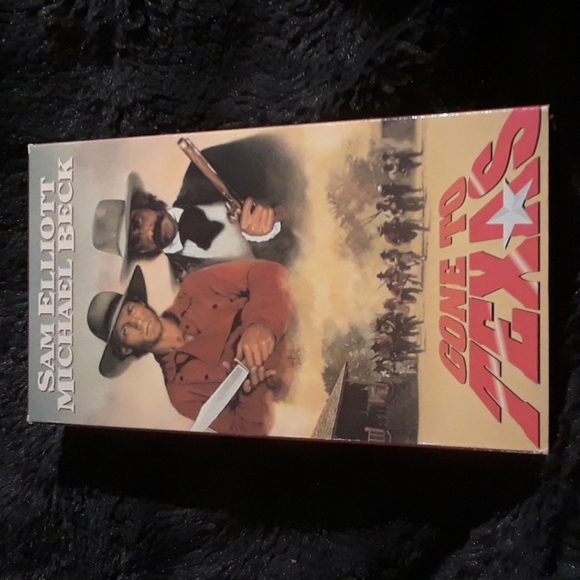 SAM ELLIOTT
MICHAEL BECK
GONE TO
TEXAS